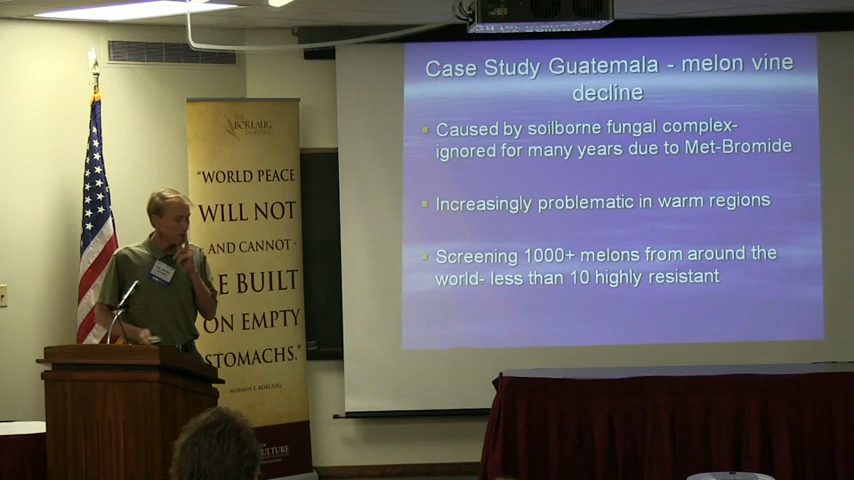 THE
BORLAUG
INSTITUTE
"WORLD PEACE
WILL NOT
AND CANNOT -
BE BUILT
ON EMPTY
STOMACHS."
NORMAN E. BORLAUG
CULTURE
Case Study Guatemala - melon vine
decline
Caused by soilborne fungal complex-
ignored for many years due to Met-Bromide
Increasingly problematic in warm regions
Screening 1000+ melons from around the
world- less than 10 highly resistant